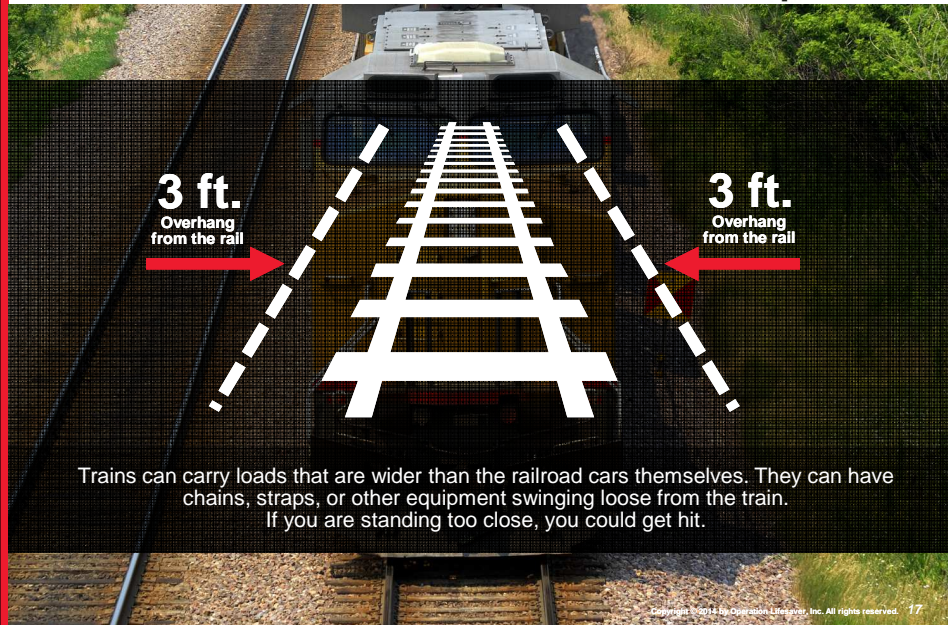 3 ft.
Overhang
from the rail
3 ft.
Overhang
from the rail
Trains can carry loads that are wider than the railroad cars themselves. They can have
chains, straps, or other equipment swinging loose from the train.
If you are standing too close, you could get hit.
Copyright © 2014 by Operation Lifesaver, Inc. All rights reserved. 17